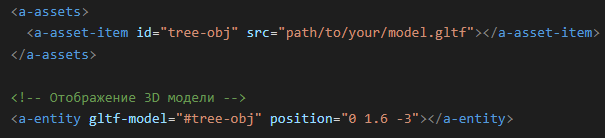 <a-assets>
  <a-asset-item id="tree-obj" src="path/to/your/model.gltf"></a-asset-item>
</a-assets>

<!-- Отображение 3D модели -->
<a-entity gltf-model="#tree-obj" position="0 1.6 -3"></a-entity>